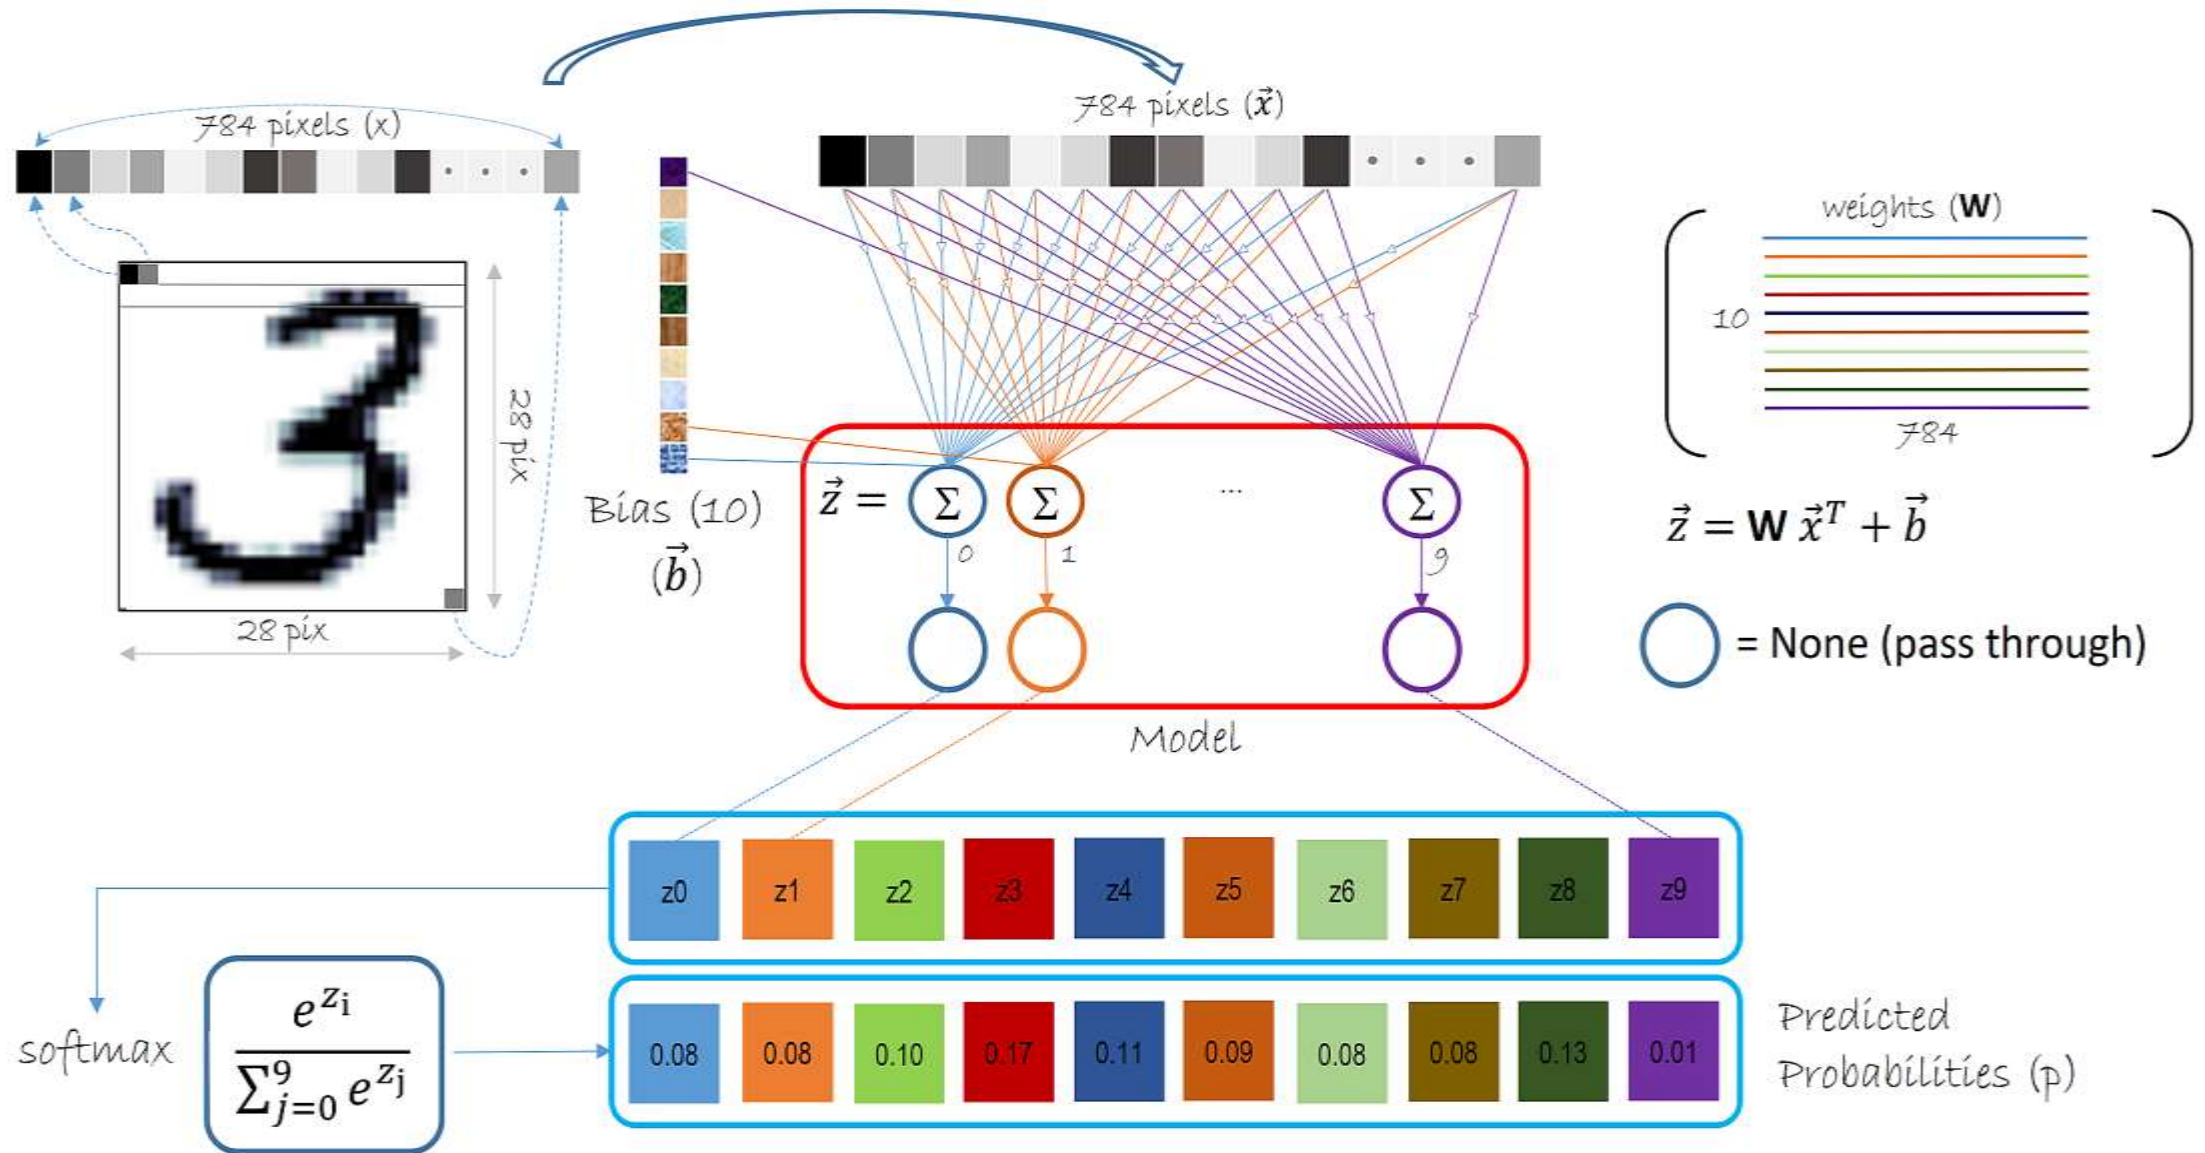 784 pixels (x)
28 pix
28 pix
784 pixels (x⃗)
Bias (10)
(b⃗)
z⃗ = Σ Σ ... Σ
0 1 9
Model
weights (W)
10
784
z⃗ = W x⃗ᵀ + b⃗
= None (pass through)
z0 z1 z2 z3 z4 z5 z6 z7 z8 z9
softmax
e^{z_i}
∑_{j=0}^{9} e^{z_j}
0.08 0.08 0.10 0.17 0.11 0.09 0.08 0.08 0.13 0.01
Predicted
Probabilities (p)
3